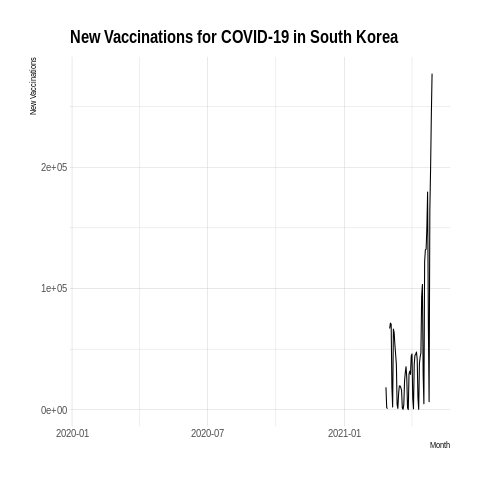 New Vaccinations for COVID-19 in South Korea
New Vaccinations
2e+05
1e+05
0e+00
2020-01
2020-07
2021-01
Month